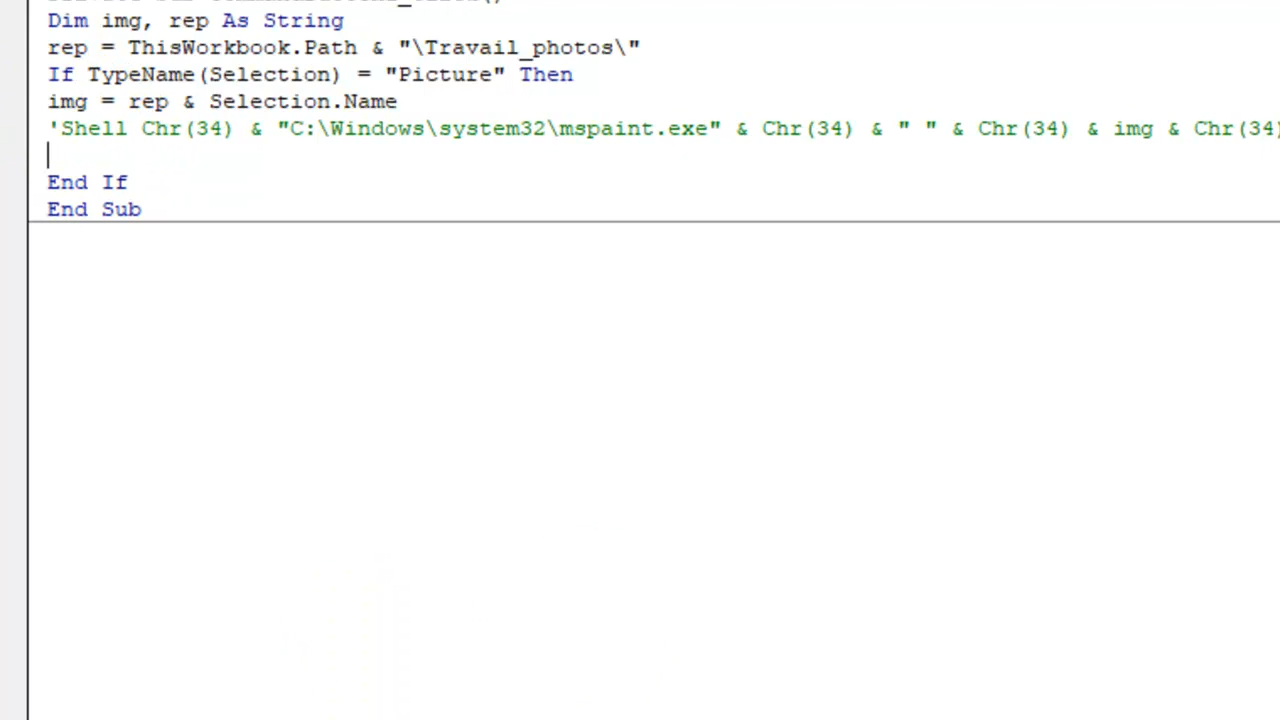 Dim img, rep As String
rep = ThisWorkbook.Path & "\Travail_photos\"
If TypeName(Selection) = "Picture" Then
img = rep & Selection.Name
'Shell Chr(34) & "C:\Windows\system32\mspaint.exe" & Chr(34) & " " & Chr(34) & img & Chr(34)
End If
End Sub